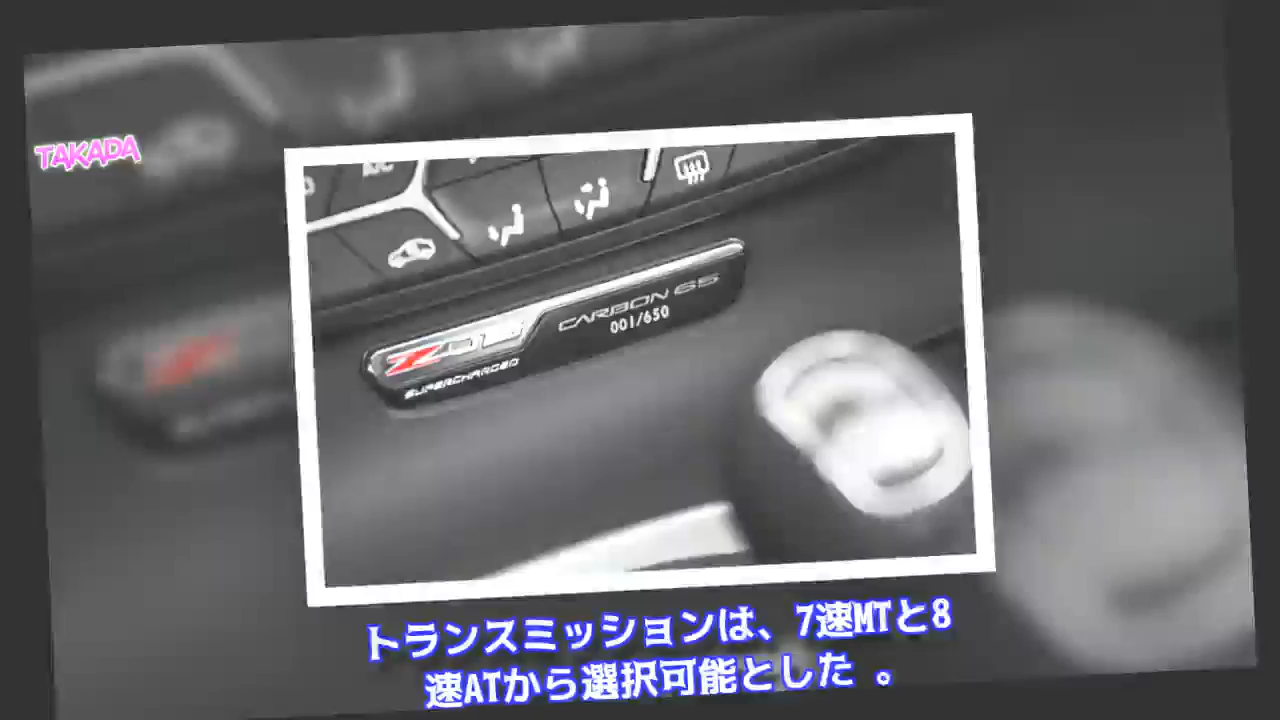 TAKADA
A/C
Z06
SUPERCHARGED
CARBON 65
001/650
トランスミッションは、7速MTと8
速ATから選択可能とした 。